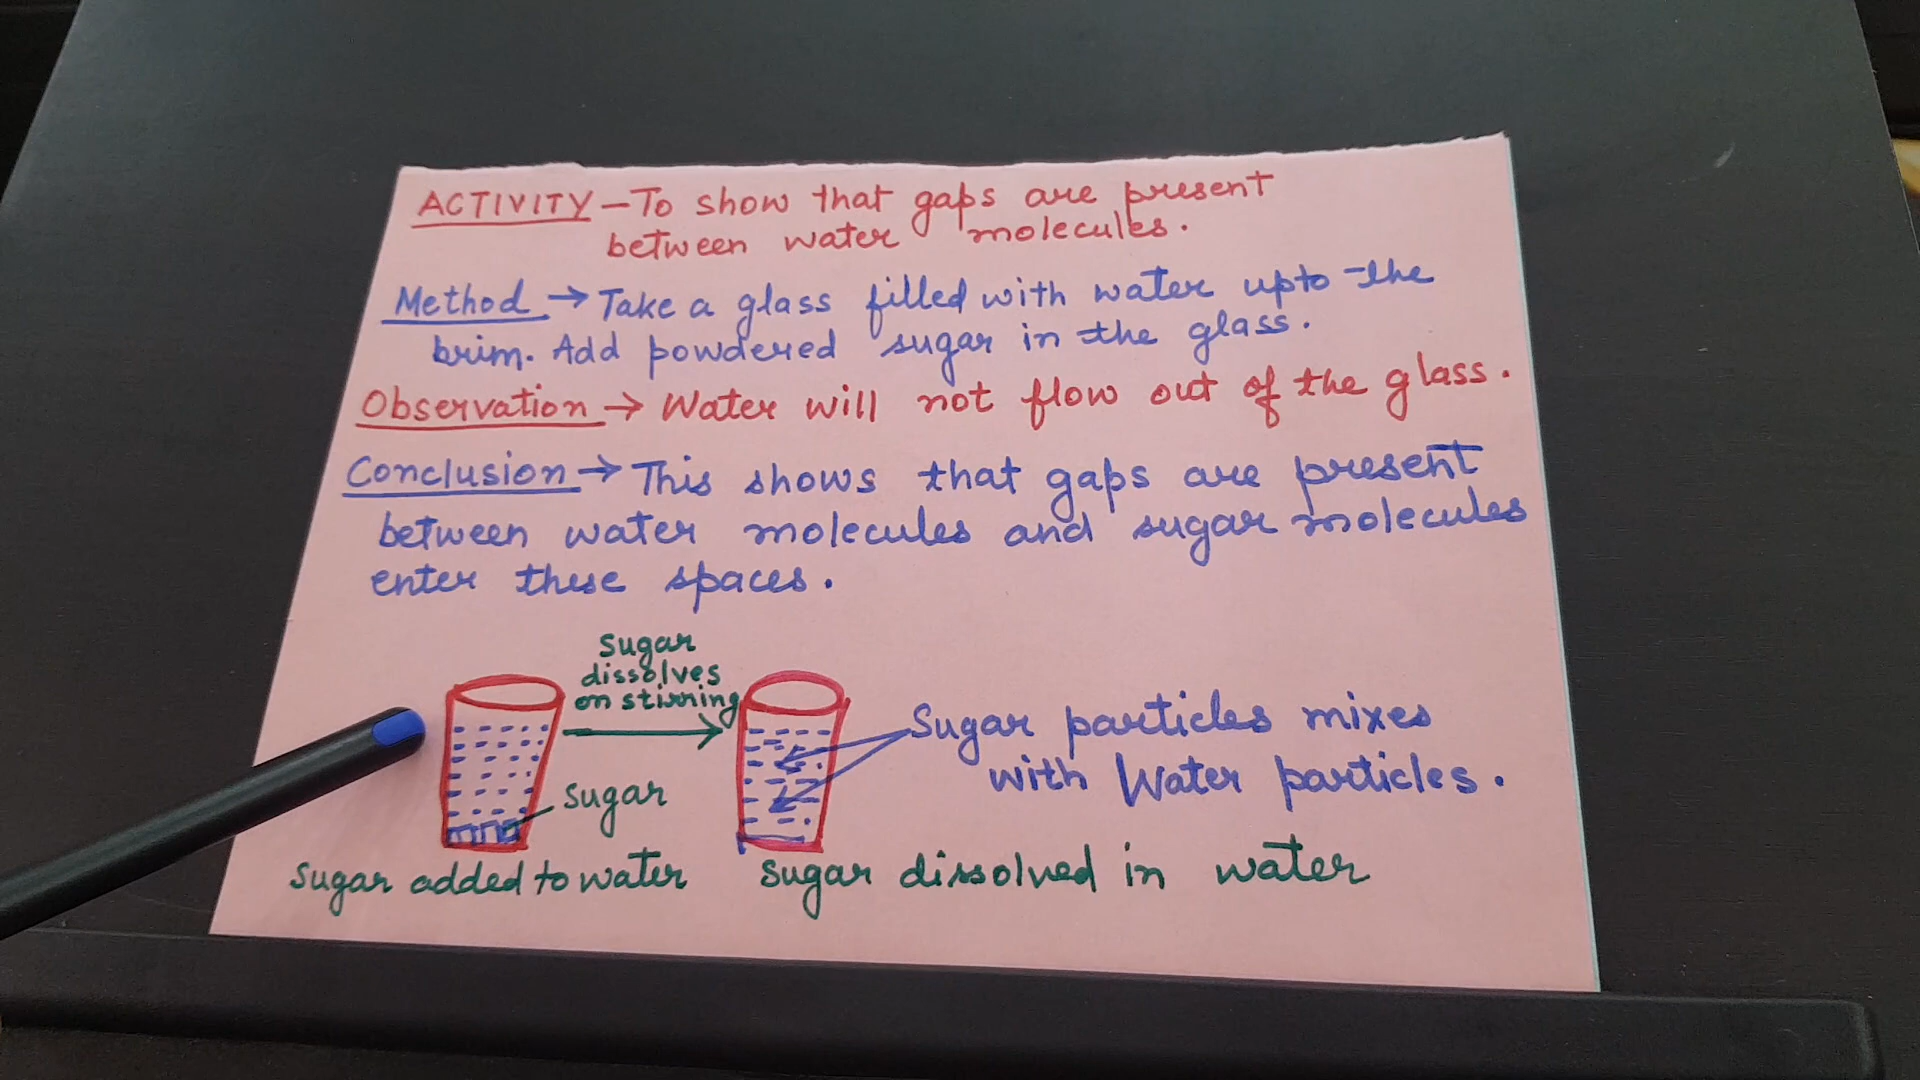 ACTIVITY – To show that gaps are present
between water molecules.
Method → Take a glass filled with water upto the
brim. Add powdered sugar in the glass.
Observation → Water will not flow out of the glass.
Conclusion → This shows that gaps are present
between water molecules and sugar molecules
enter these spaces.
Sugar
dissolves
on stirring
Sugar particles mixes
with Water particles.
Sugar
Sugar added to water
Sugar dissolved in water